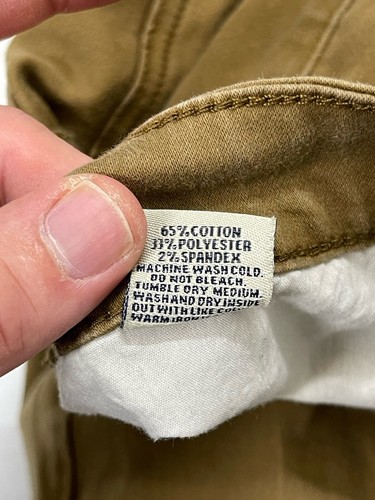 65% COTTON
33% POLYESTER
2% SPANDEX
MACHINE WASH COLD.
DO NOT BLEACH.
TUMBLE DRY MEDIUM.
WASH AND DRY INSIDE
OUT WITH LIKE
WARM